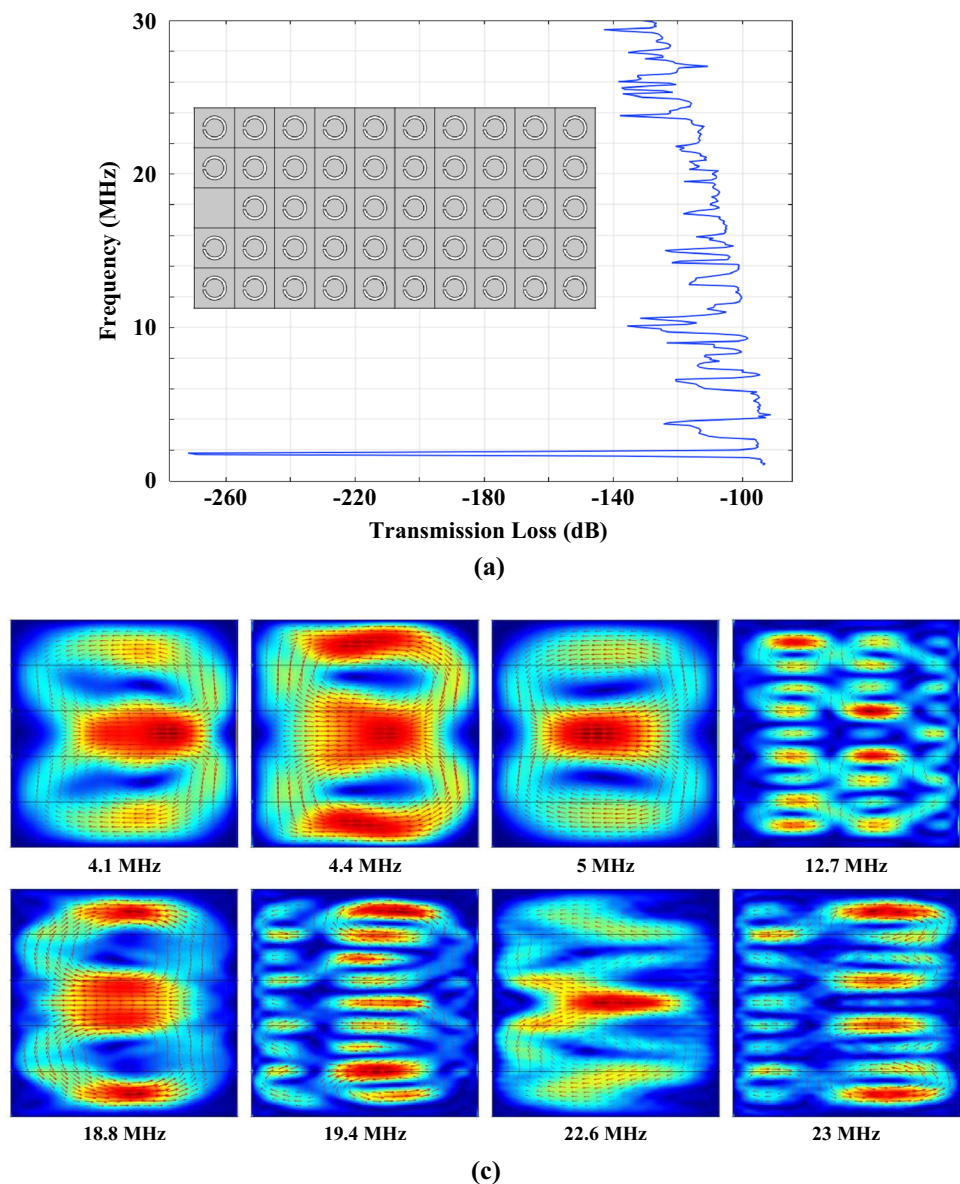 30
20
10
0
Frequency (MHz)
-260 -220 -180 -140 -100
Transmission Loss (dB)
(a)
4.1 MHz 4.4 MHz 5 MHz 12.7 MHz
18.8 MHz 19.4 MHz 22.6 MHz 23 MHz
(c)